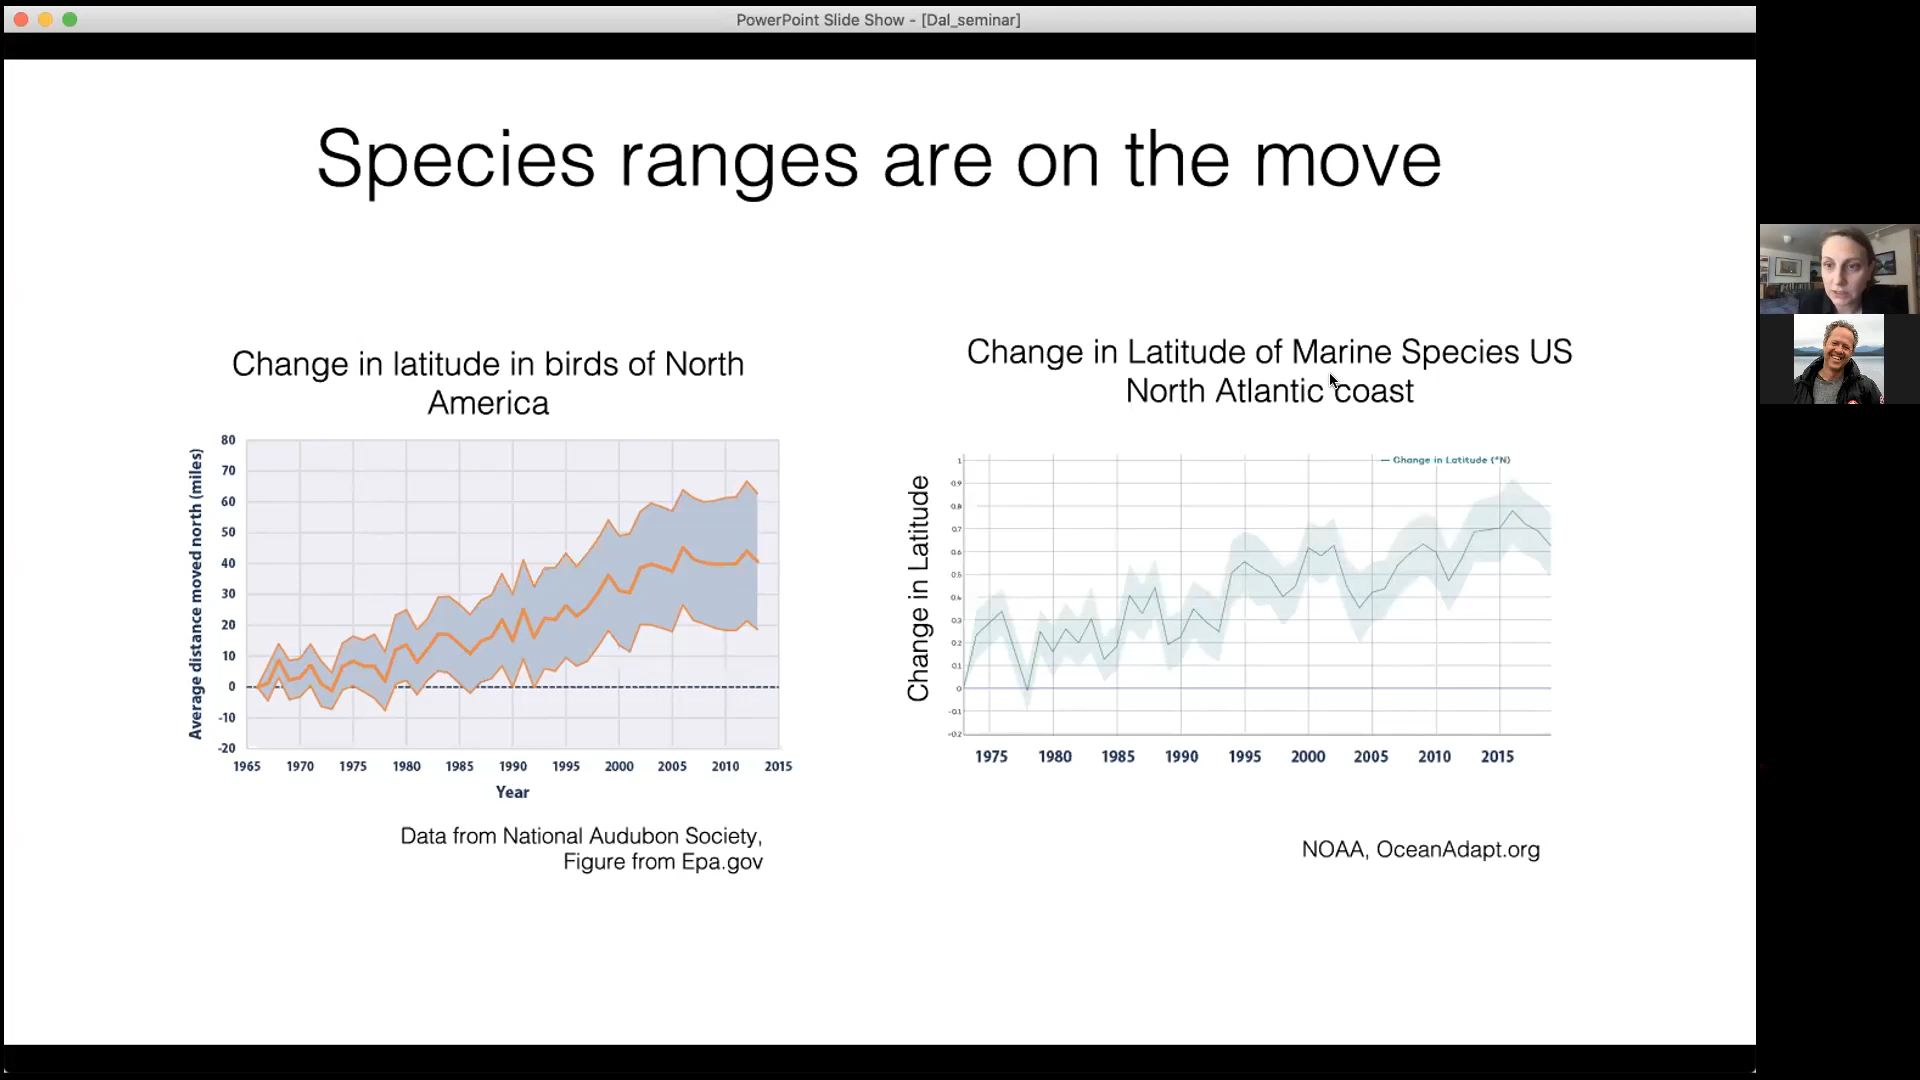 PowerPoint Slide Show - [Dal_seminar]
Species ranges are on the move
Change in latitude in birds of North
America
Average distance moved north (miles)
80
70
60
50
40
30
20
10
0
-10
-20
1965 1970 1975 1980 1985 1990 1995 2000 2005 2010 2015
Year
Data from National Audubon Society,
Figure from Epa.gov
Change in Latitude of Marine Species US
North Atlantic coast
Change in Latitude (°N)
Change in Latitude
1
0.9
0.8
0.7
0.6
0.5
0.4
0.3
0.2
0.1
0
-0.1
-0.2
1975 1980 1985 1990 1995 2000 2005 2010 2015
NOAA, OceanAdapt.org